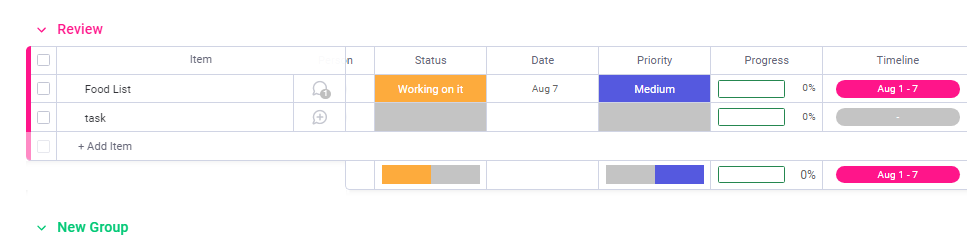 Review
Item Status Date Priority Progress Timeline
Food List 1 Working on it Aug 7 Medium 0% Aug 1 - 7
task 0% -
+ Add Item
0% Aug 1 - 7
New Group